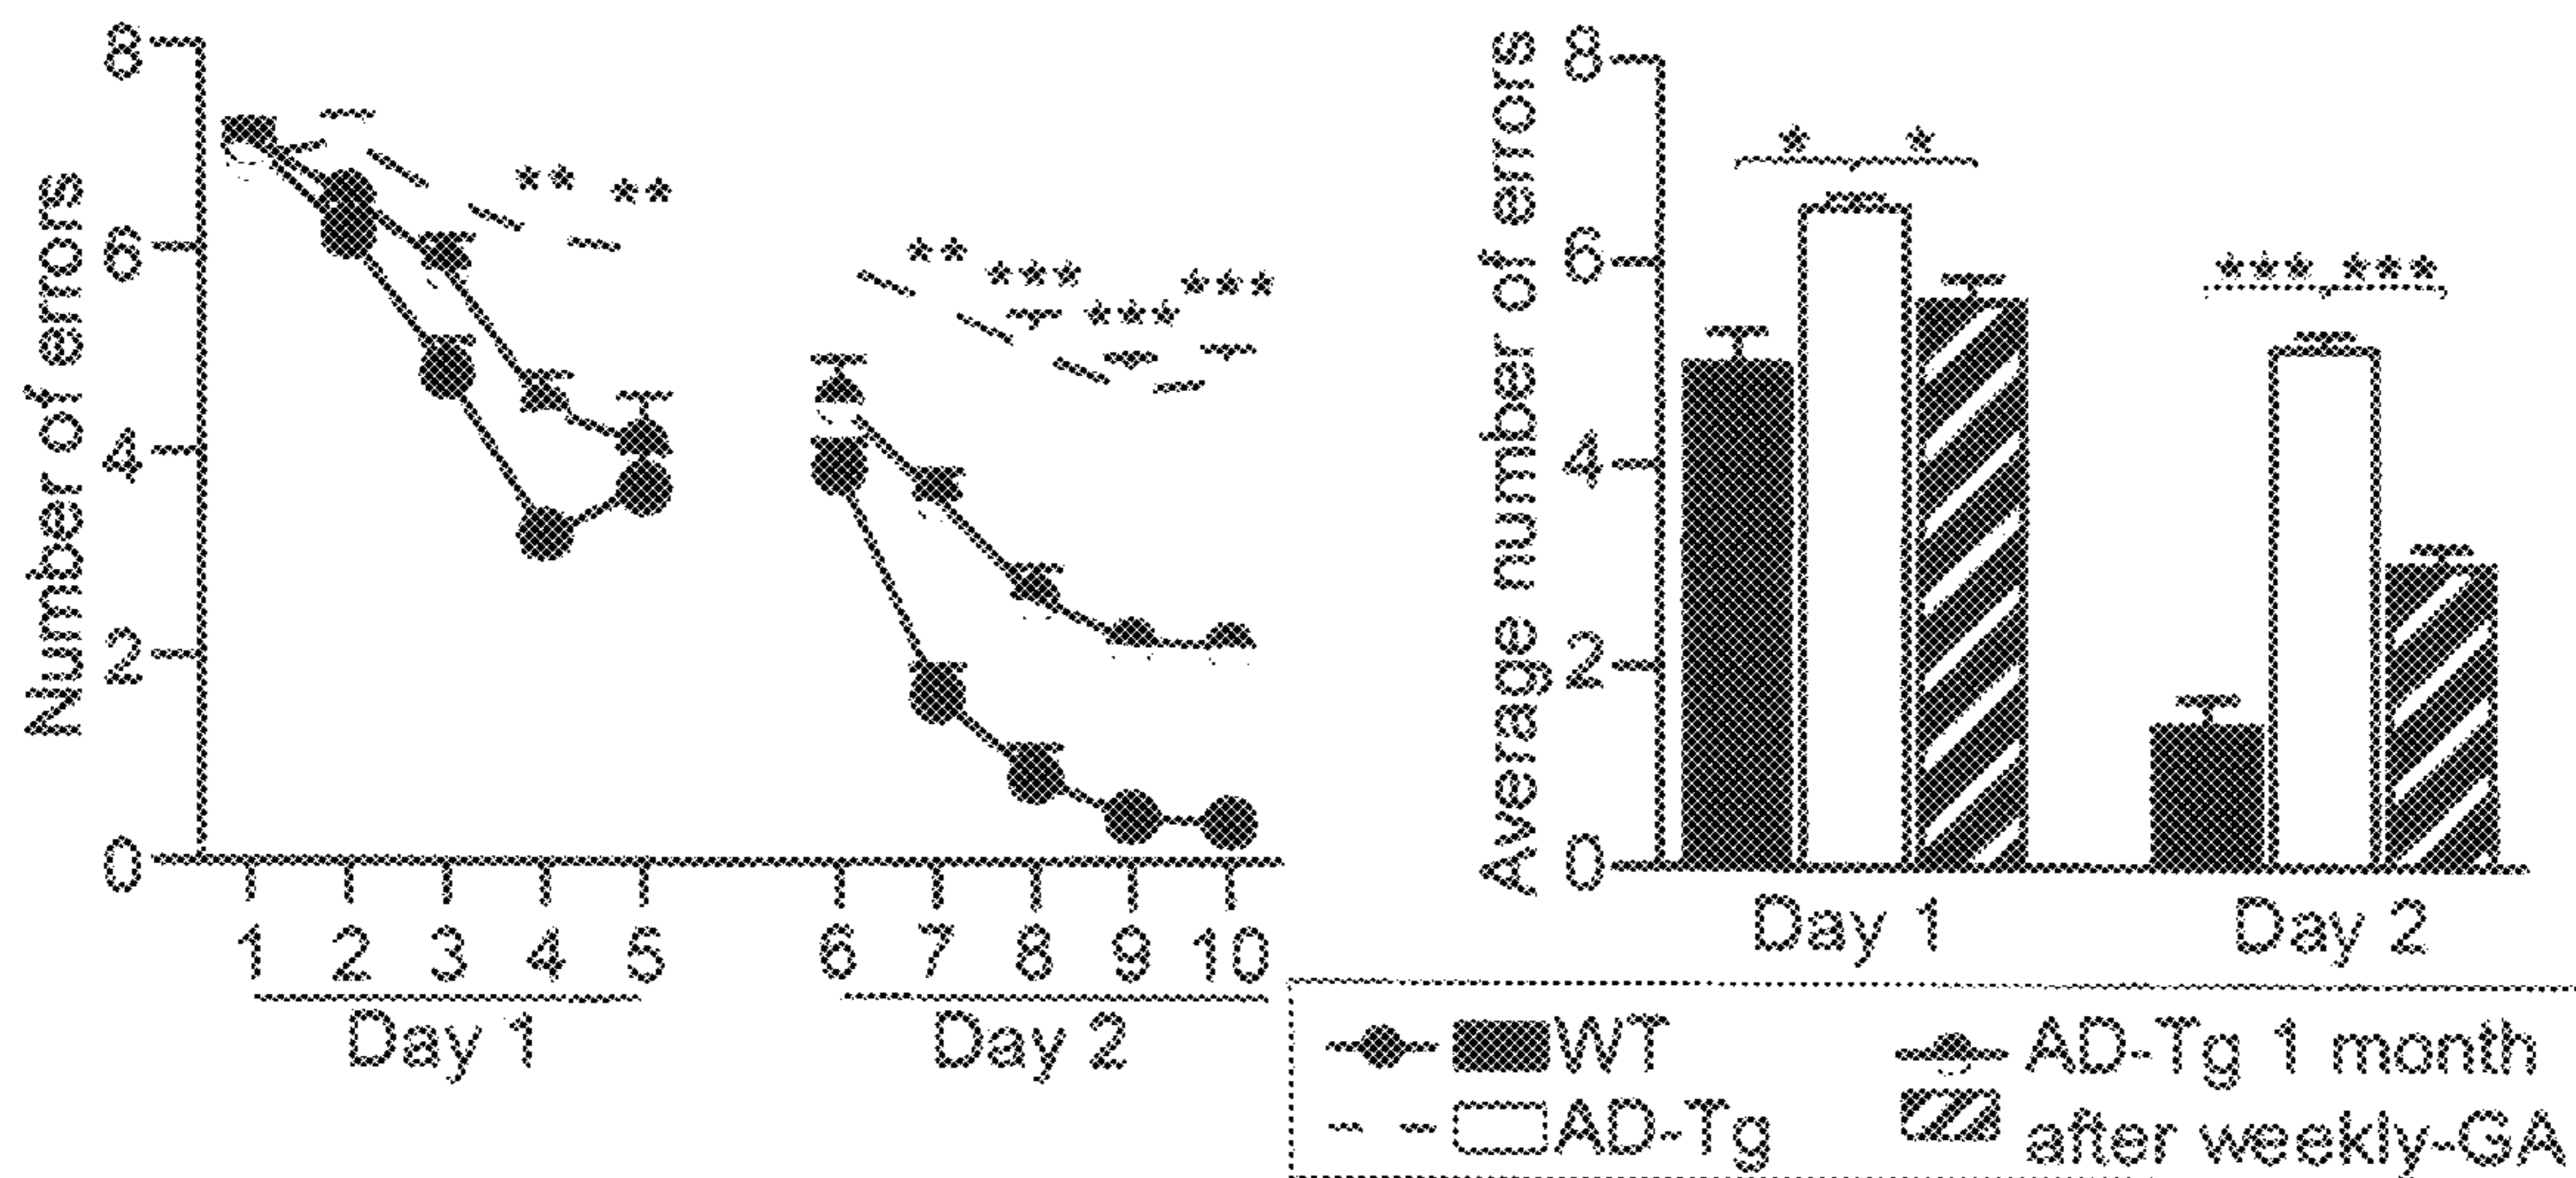 Number of errors
8
6
4
2
0
** **
** *** *** ***
1 2 3 4 5 6 7 8 9 10
Day 1 Day 2
Average number of errors
8
6
4
2
0
* *
*** ***
Day 1 Day 2
WT
AD-Tg
AD-Tg 1 month
after weekly-GA